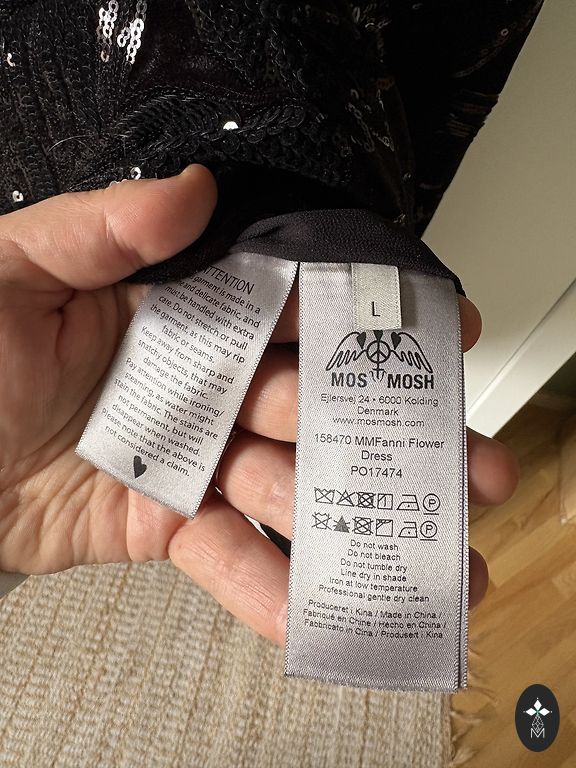 ATTENTION
garment is made in a
and delicate fabric, and
must be handled with extra
care. Do not stretch or pull
the garment, as this may rip
fabric or seams.
Keep away from sharp and
snatchy objects, that may
damage the fabric.
Pay attention while ironing/
steaming, as water might
stain the fabric. The stains are
not permanent, but will
disappear when washed.
Please note that the above is
not considered a claim.
L
MOS MOSH
Ejlersvej 24 • 6000 Kolding
Denmark
www.mosmosh.com
158470 MMFanni Flower
Dress
PO17474
P
P
Do not wash
Do not bleach
Do not tumble dry
Line dry in shade
Iron at low temperature
Professional gentle dry clean
Produceret i Kina / Made in China /
Fabriqué en Chine / Hecho en China /
Fabbricato in Cina / Produsert i Kina
M